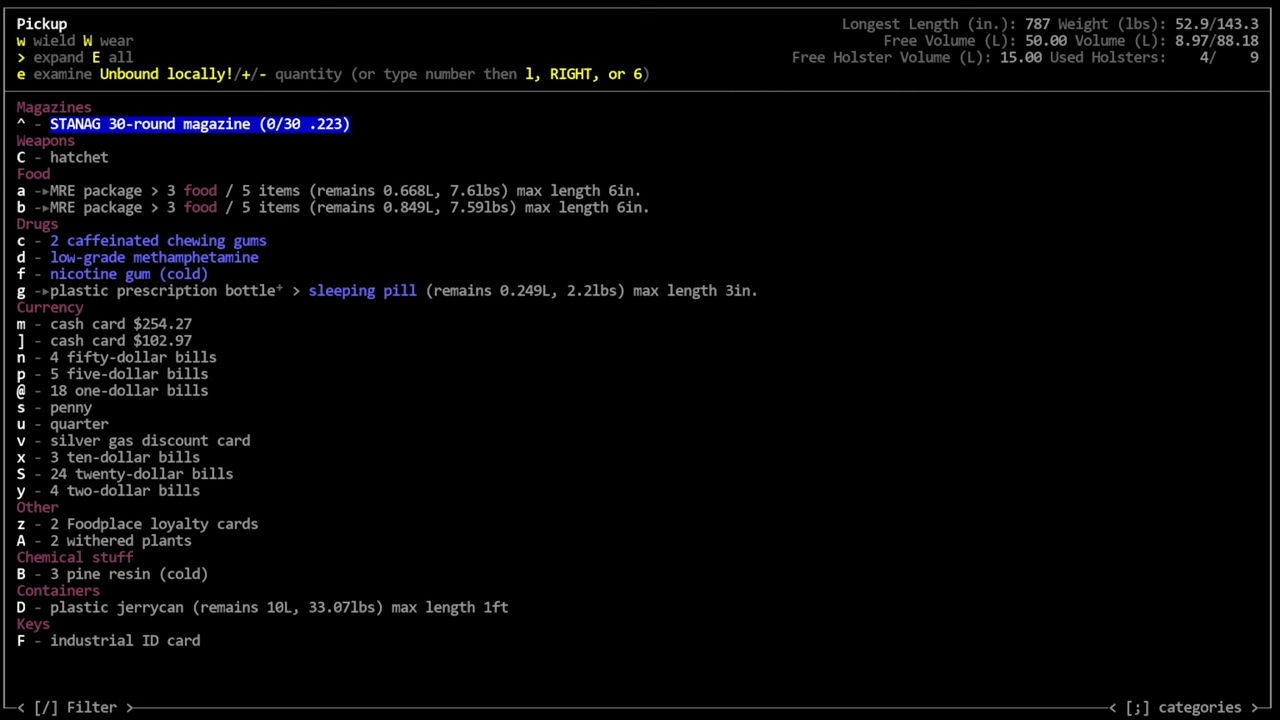 Pickup
Longest Length (in.): 787 Weight (lbs): 52.9/143.3
w wield W wear
Free Volume (L): 50.00 Volume (L): 8.97/88.18
> expand E all
Free Holster Volume (L): 15.00 Used Holsters: 4/ 9
e examine Unbound locally!/+/- quantity (or type number then l, RIGHT, or 6)
Magazines
^ - STANAG 30-round magazine (0/30 .223)
Weapons
C - hatchet
Food
a -▸MRE package > 3 food / 5 items (remains 0.668L, 7.6lbs) max length 6in.
b -▸MRE package > 3 food / 5 items (remains 0.849L, 7.59lbs) max length 6in.
Drugs
c - 2 caffeinated chewing gums
d - low-grade methamphetamine
f - nicotine gum (cold)
g -▸plastic prescription bottle⁺ > sleeping pill (remains 0.249L, 2.2lbs) max length 3in.
Currency
m - cash card $254.27
] - cash card $102.97
n - 4 fifty-dollar bills
p - 5 five-dollar bills
@ - 18 one-dollar bills
s - penny
u - quarter
v - silver gas discount card
x - 3 ten-dollar bills
S - 24 twenty-dollar bills
y - 4 two-dollar bills
Other
z - 2 Foodplace loyalty cards
A - 2 withered plants
Chemical stuff
B - 3 pine resin (cold)
Containers
D - plastic jerrycan (remains 10L, 33.07lbs) max length 1ft
Keys
F - industrial ID card
< [/] Filter >
< [;] categories >